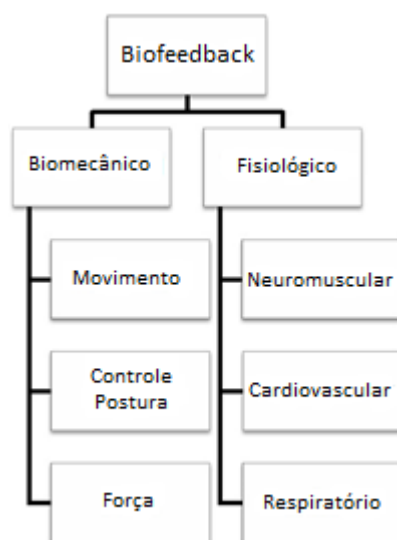 Biofeedback
Biomecânico
Fisiológico
Movimento
Neuromuscular
Controle
Postura
Cardiovascular
Força
Respiratório